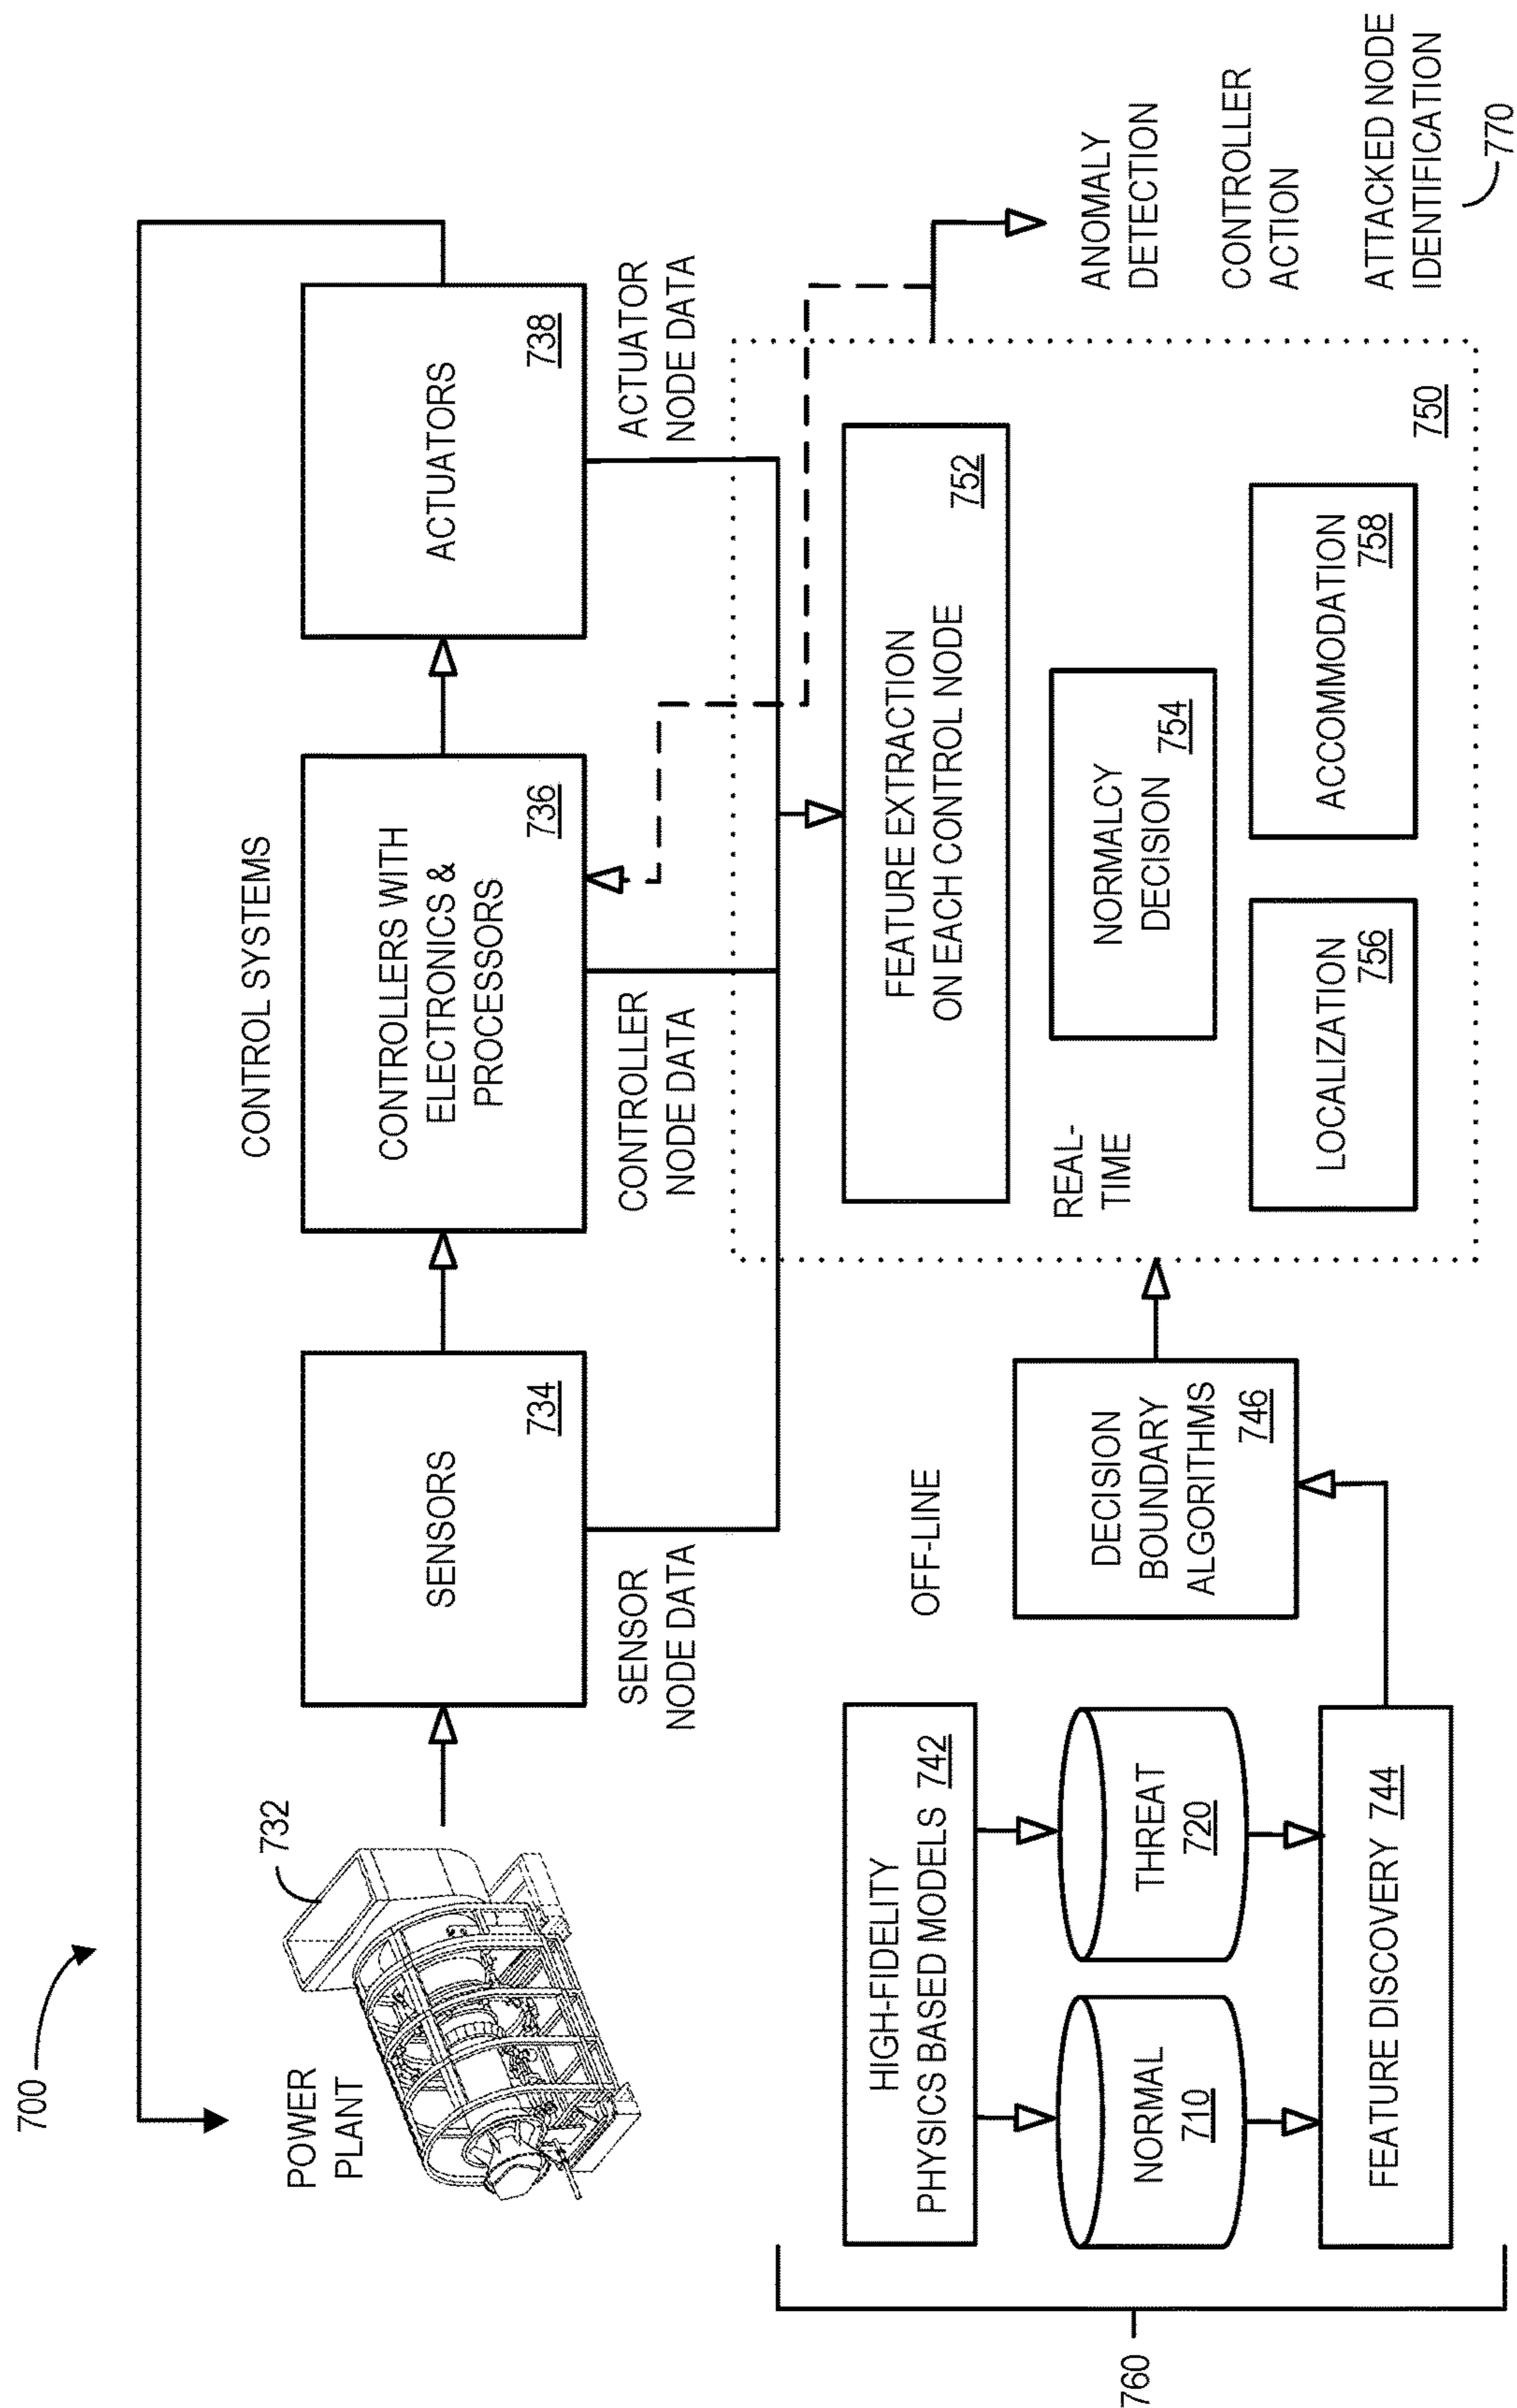 700
POWER
PLANT
732
SENSORS
734
CONTROL SYSTEMS
CONTROLLERS WITH
ELECTRONICS &
PROCESSORS
736
ACTUATORS
738
SENSOR
NODE DATA
CONTROLLER
NODE DATA
ACTUATOR
NODE DATA
760
HIGH-FIDELITY
PHYSICS BASED MODELS 742
NORMAL
710
THREAT
720
FEATURE DISCOVERY 744
OFF-LINE
DECISION
BOUNDARY
ALGORITHMS
746
FEATURE EXTRACTION
ON EACH CONTROL NODE
752
REAL-
TIME
NORMALCY
DECISION
754
LOCALIZATION
756
ACCOMMODATION
758
750
ANOMALY
DETECTION
CONTROLLER
ACTION
ATTACKED NODE
IDENTIFICATION
770